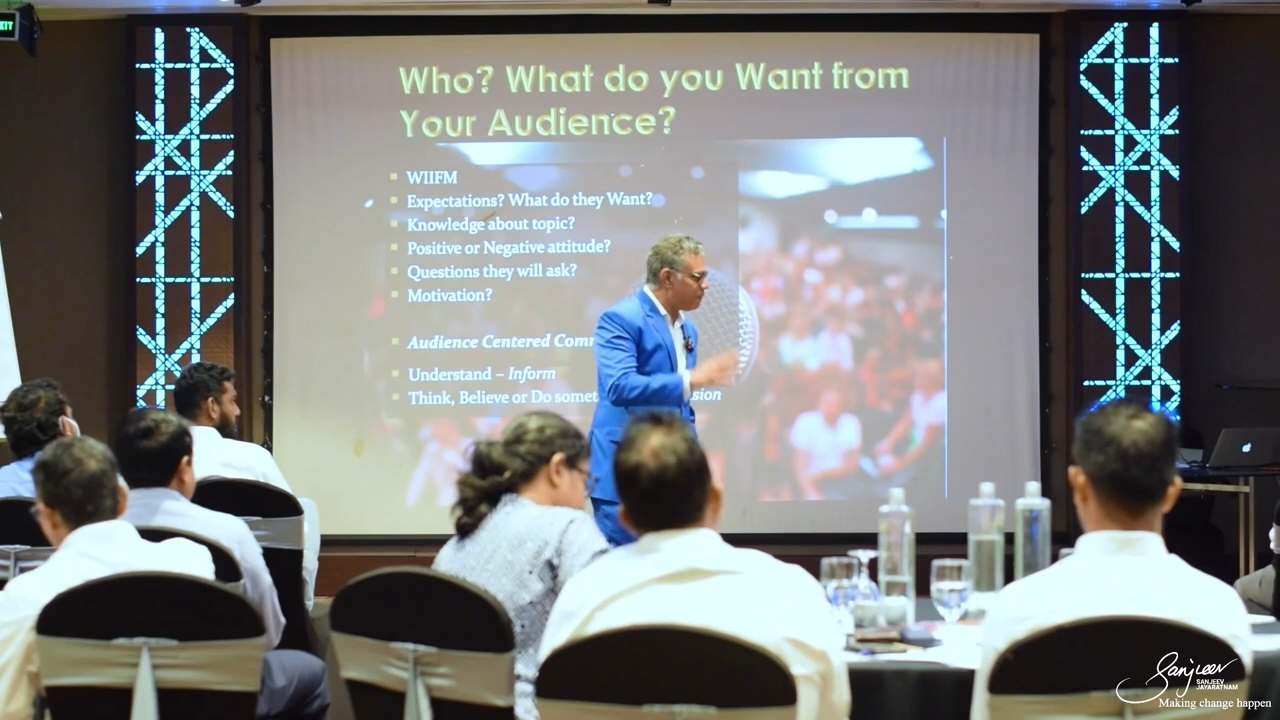 Who? What do you Want from
Your Audience?
WIIFM
Expectations? What do they Want?
Knowledge about topic?
Positive or Negative attitude?
Questions they will ask?
Motivation?
Audience Centered
Understand – Inform
Think, Believe or Do
Sanjeev
SANJEEV
JAYARATNAM
Making change happen